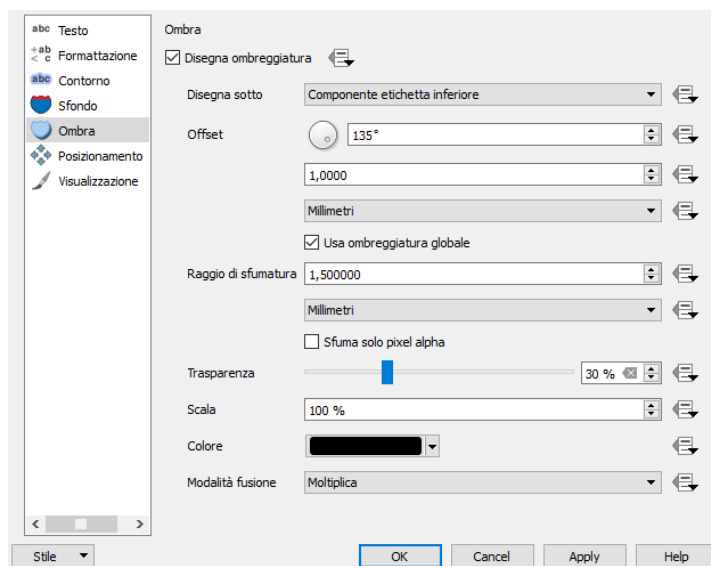 abc Testo
+ab < c Formattazione
abc Contorno
Sfondo
Ombra
Posizionamento
Visualizzazione
Ombra
Disegna ombreggiatura
Disegna sotto Componente etichetta inferiore
Offset 135°
1,0000
Millimetri
Usa ombreggiatura globale
Raggio di sfumatura 1,500000
Millimetri
Sfuma solo pixel alpha
Trasparenza 30 %
Scala 100 %
Colore
Modalità fusione Moltiplica
Stile OK Cancel Apply Help